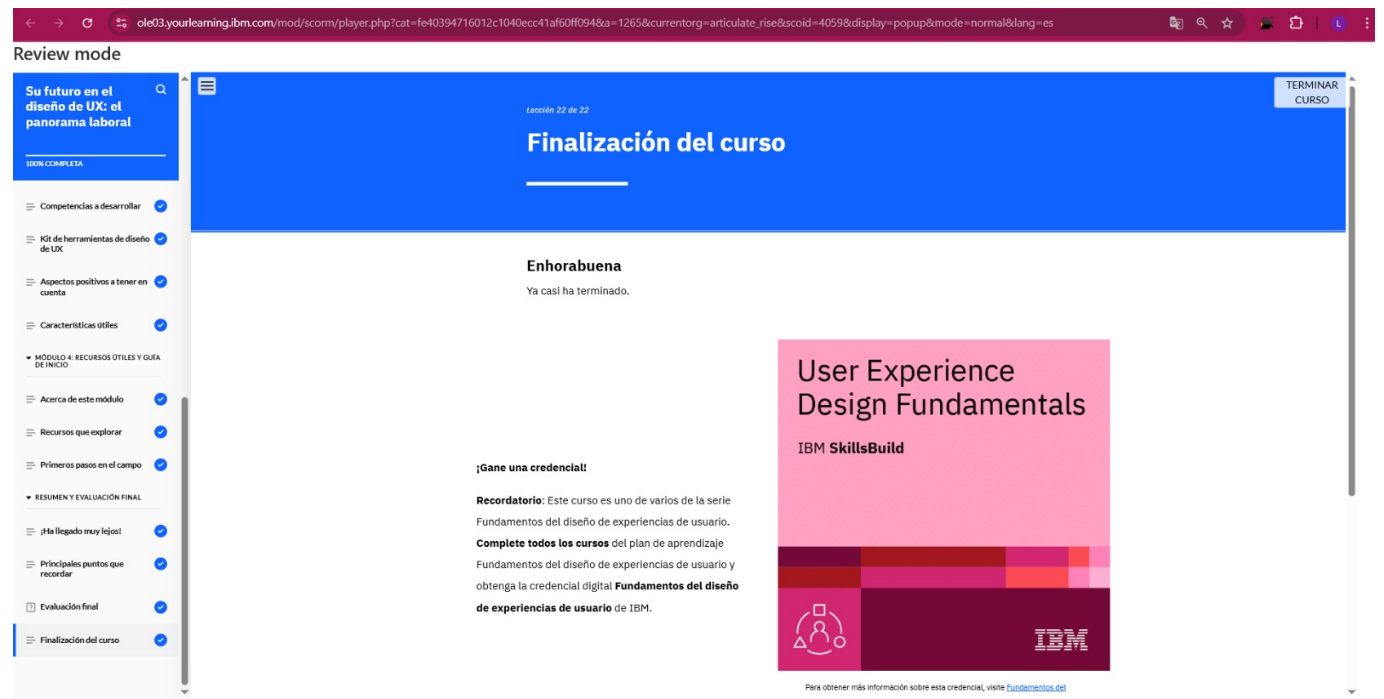 ole03.yourlearning.ibm.com/mod/scorm/player.php?cat=fe40394716012c1040ecc41af60ff094&a=1265&currentorg=articulate_rise&scoid=4059&display=popup&mode=normal&lang=es
L
Review mode
Su futuro en el
diseño de UX: el
panorama laboral
100% COMPLETA
Competencias a desarrollar
Kit de herramientas de diseño
de UX
Aspectos positivos a tener en
cuenta
Características útiles
MÓDULO 4: RECURSOS ÚTILES Y GUÍA
DE INICIO
Acerca de este módulo
Recursos que explorar
Primeros pasos en el campo
RESUMEN Y EVALUACIÓN FINAL
¡Ha llegado muy lejos!
Principales puntos que
recordar
Evaluación final
Finalización del curso
TERMINAR
CURSO
Lección 22 de 22
Finalización del curso
Enhorabuena
Ya casi ha terminado.
¡Gane una credencial!
Recordatorio: Este curso es uno de varios de la serie
Fundamentos del diseño de experiencias de usuario.
Complete todos los cursos del plan de aprendizaje
Fundamentos del diseño de experiencias de usuario y
obtenga la credencial digital Fundamentos del diseño
de experiencias de usuario de IBM.
User Experience
Design Fundamentals
IBM SkillsBuild
IBM
Para obtener más información sobre esta credencial, visite Fundamentos del